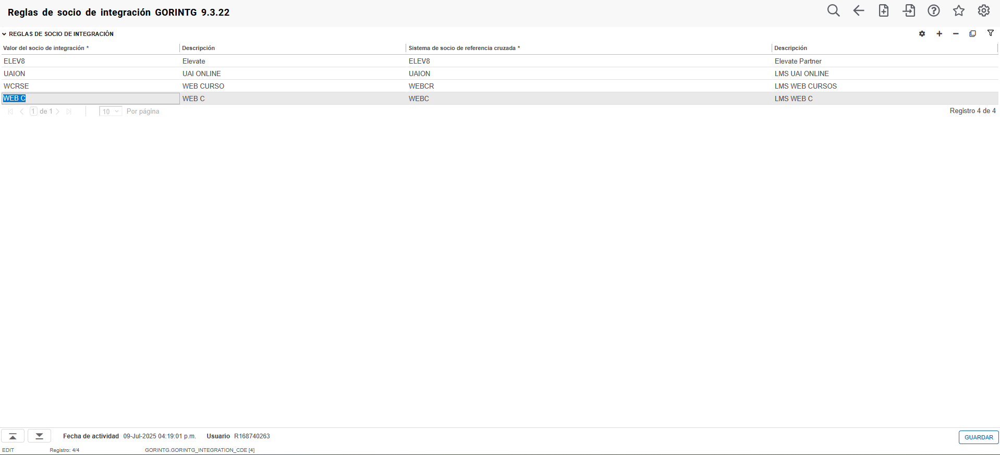 Reglas de socio de integración GORINTG 9.3.22
REGLAS DE SOCIO DE INTEGRACIÓN
Valor del socio de integración * Descripción Sistema de socio de referencia cruzada * Descripción
ELEV8 Elevate ELEV8 Elevate Partner
UAION UAI ONLINE UAION LMS UAI ONLINE
WCRSE WEB CURSO WEBCR LMS WEB CURSOS
WEB C WEB C WEBC LMS WEB C
1 de 1 10 Por página Registro 4 de 4
Fecha de actividad 09-Jul-2025 04:19:01 p.m. Usuario R168740263 GUARDAR
EDIT Registro: 4/4 GORINTG.GORINTG_INTEGRATION_CDE [4]